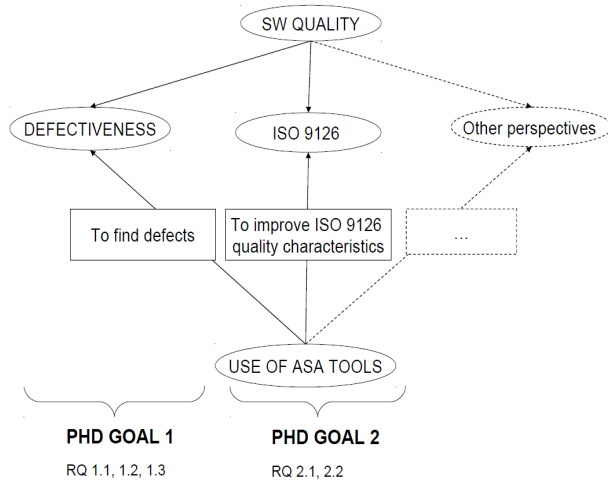 SW QUALITY
DEFECTIVENESS
ISO 9126
Other perspectives
To find defects
To improve ISO 9126
quality characteristics
...
USE OF ASA TOOLS
PHD GOAL 1
PHD GOAL 2
RQ 1.1, 1.2, 1.3
RQ 2.1, 2.2